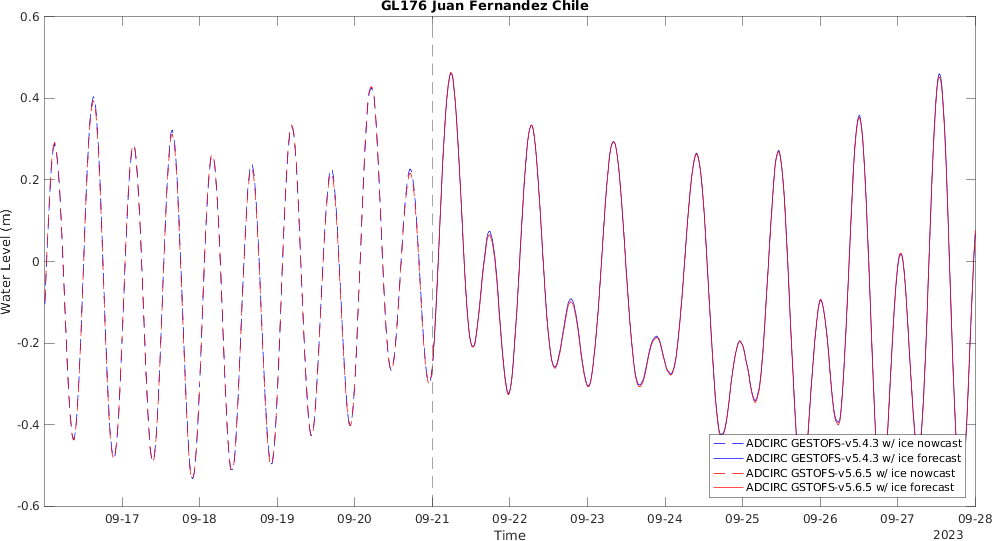 GL176 Juan Fernandez Chile
0.6
0.4
0.2
0
-0.2
-0.4
-0.6
Water Level (m)
ADCIRC GESTOFS-v5.4.3 w/ ice nowcast
ADCIRC GESTOFS-v5.4.3 w/ ice forecast
ADCIRC GSTOFS-v5.6.5 w/ ice nowcast
ADCIRC GSTOFS-v5.6.5 w/ ice forecast
09-17 09-18 09-19 09-20 09-21 09-22 09-23 09-24 09-25 09-26 09-27 09-28
Time
2023